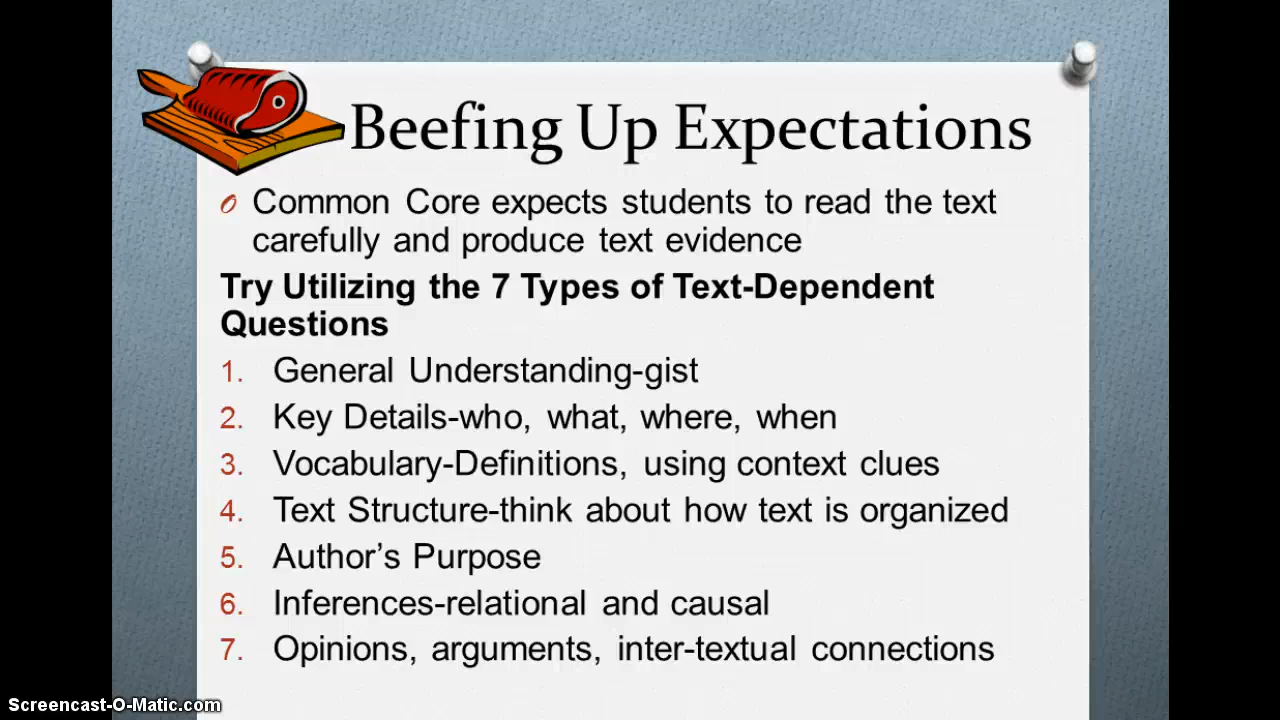 Beefing Up Expectations
Common Core expects students to read the text
carefully and produce text evidence
Try Utilizing the 7 Types of Text-Dependent
Questions
1. General Understanding-gist
2. Key Details-who, what, where, when
3. Vocabulary-Definitions, using context clues
4. Text Structure-think about how text is organized
5. Author’s Purpose
6. Inferences-relational and causal
7. Opinions, arguments, inter-textual connections
Screencast-O-Matic.com